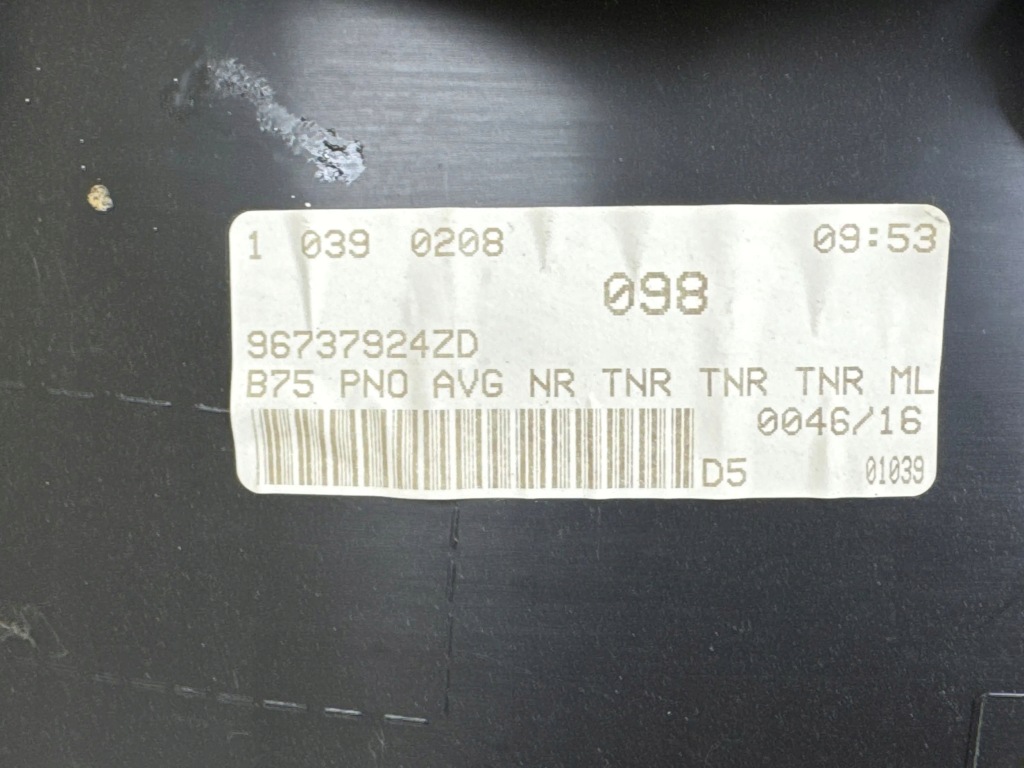 1 039 0208 09:53
098
96737924ZD
B75 PNO AVG NR TNR TNR TNR ML
0046/16
D5 01039